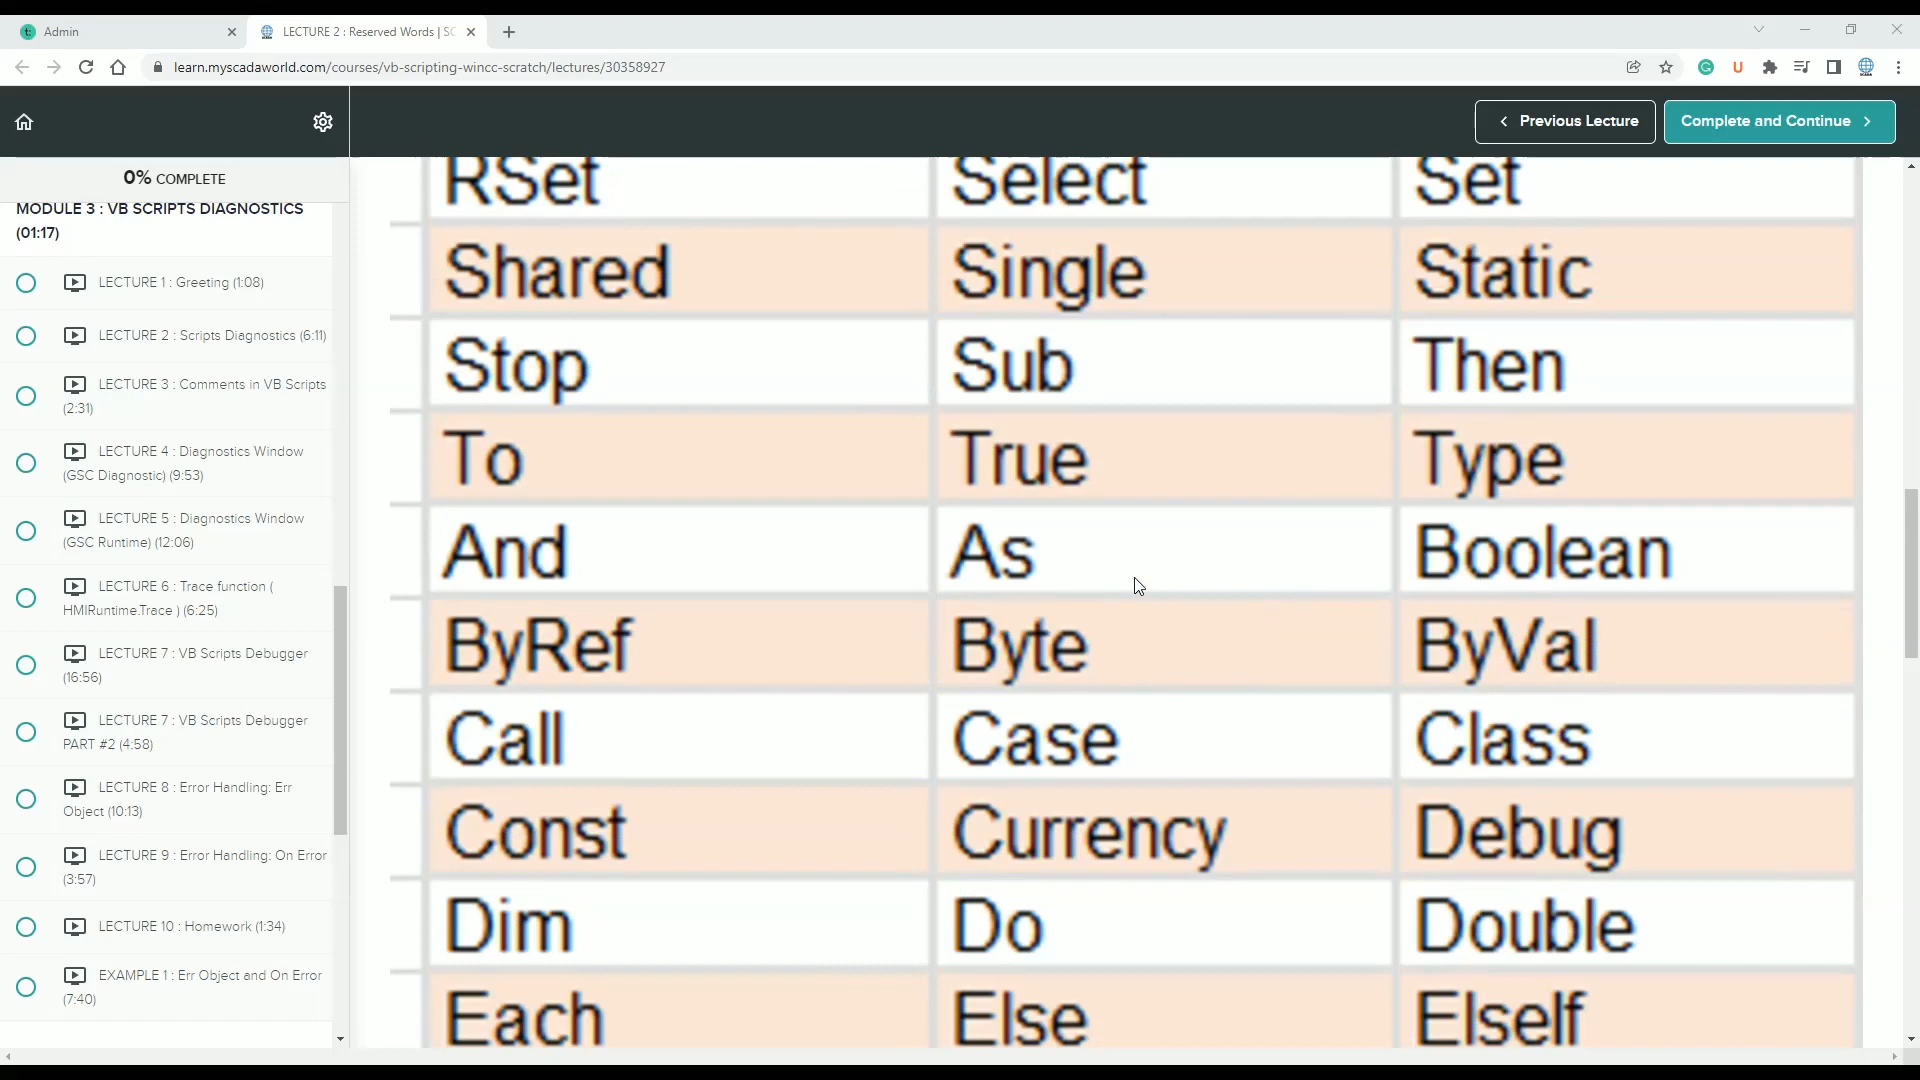 Admin
LECTURE 2 : Reserved Words | SC
learn.myscadaworld.com/courses/vb-scripting-wincc-scratch/lectures/30358927
Previous Lecture
Complete and Continue
0% COMPLETE
MODULE 3 : VB SCRIPTS DIAGNOSTICS
(01:17)
LECTURE 1 : Greeting (1:08)
LECTURE 2 : Scripts Diagnostics (6:11)
LECTURE 3 : Comments in VB Scripts
(2:31)
LECTURE 4 : Diagnostics Window
(GSC Diagnostic) (9:53)
LECTURE 5 : Diagnostics Window
(GSC Runtime) (12:06)
LECTURE 6 : Trace function (
HMIRuntime.Trace ) (6:25)
LECTURE 7 : VB Scripts Debugger
(16:56)
LECTURE 7 : VB Scripts Debugger
PART #2 (4:58)
LECTURE 8 : Error Handling: Err
Object (10:13)
LECTURE 9 : Error Handling: On Error
(3:57)
LECTURE 10 : Homework (1:34)
EXAMPLE 1 : Err Object and On Error
(7:40)
RSet Select Set
Shared Single Static
Stop Sub Then
To True Type
And As Boolean
ByRef Byte ByVal
Call Case Class
Const Currency Debug
Dim Do Double
Each Else ElseIf